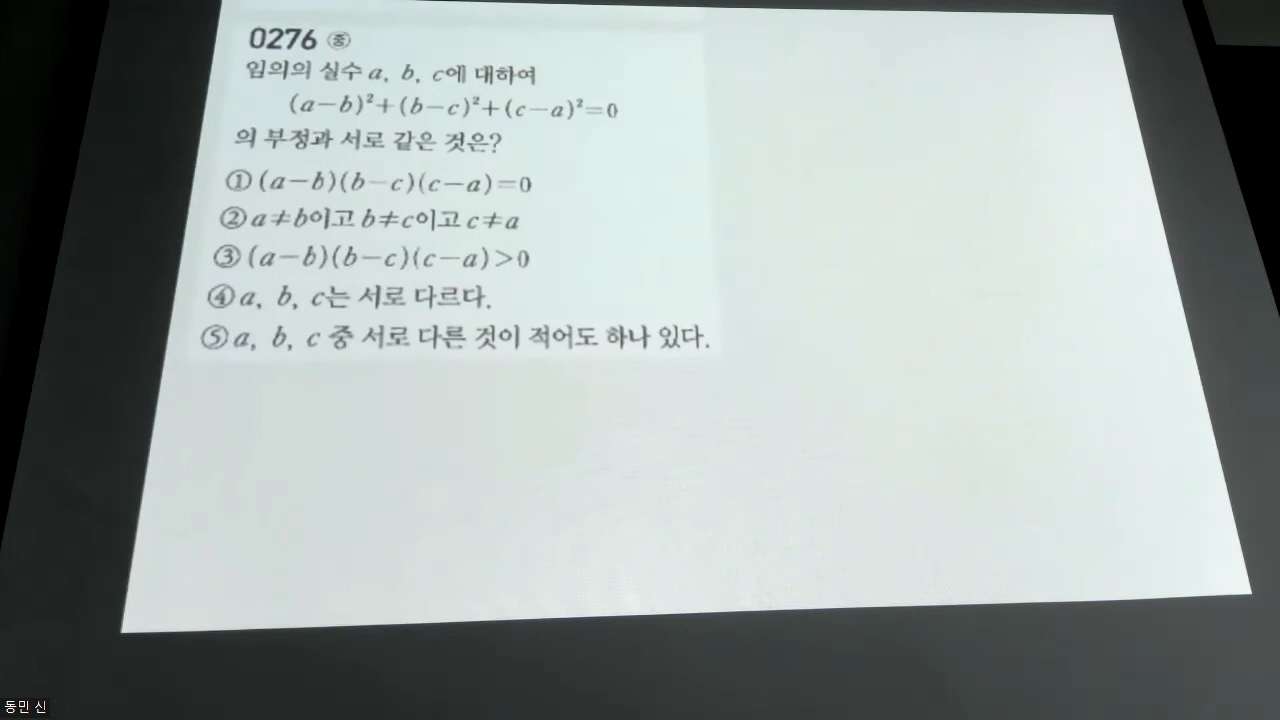 0276 중
임의의 실수 a, b, c에 대하여
(a-b)²+(b-c)²+(c-a)²=0
의 부정과 서로 같은 것은?
① (a-b)(b-c)(c-a)=0
② a≠b이고 b≠c이고 c≠a
③ (a-b)(b-c)(c-a)>0
④ a, b, c는 서로 다르다.
⑤ a, b, c 중 서로 다른 것이 적어도 하나 있다.
동민 신